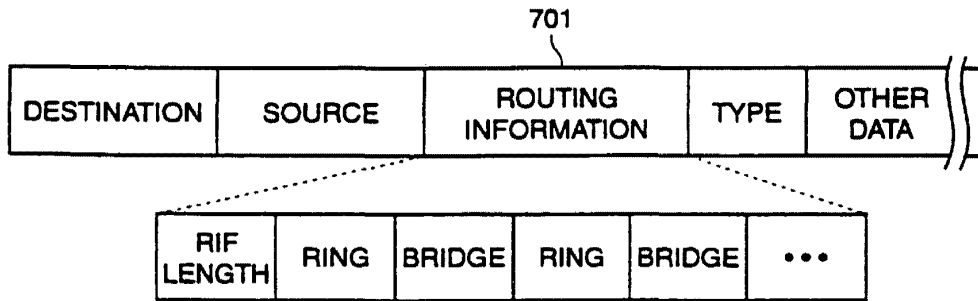 701
DESTINATION
SOURCE
ROUTING
INFORMATION
TYPE
OTHER
DATA
RIF
LENGTH
RING
BRIDGE
RING
BRIDGE
•••